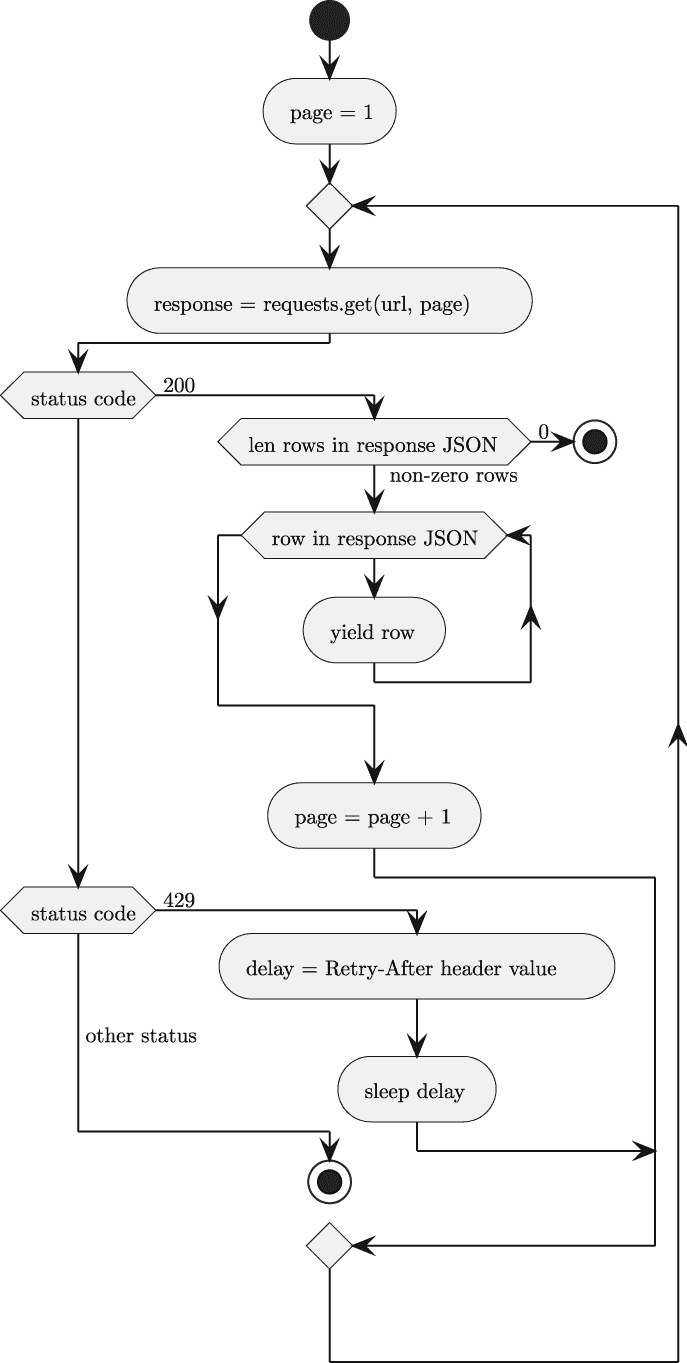 page = 1
response = requests.get(url, page)
status code
200
len rows in response JSON
0
non-zero rows
row in response JSON
yield row
page = page + 1
status code
429
delay = Retry-After header value
other status
sleep delay